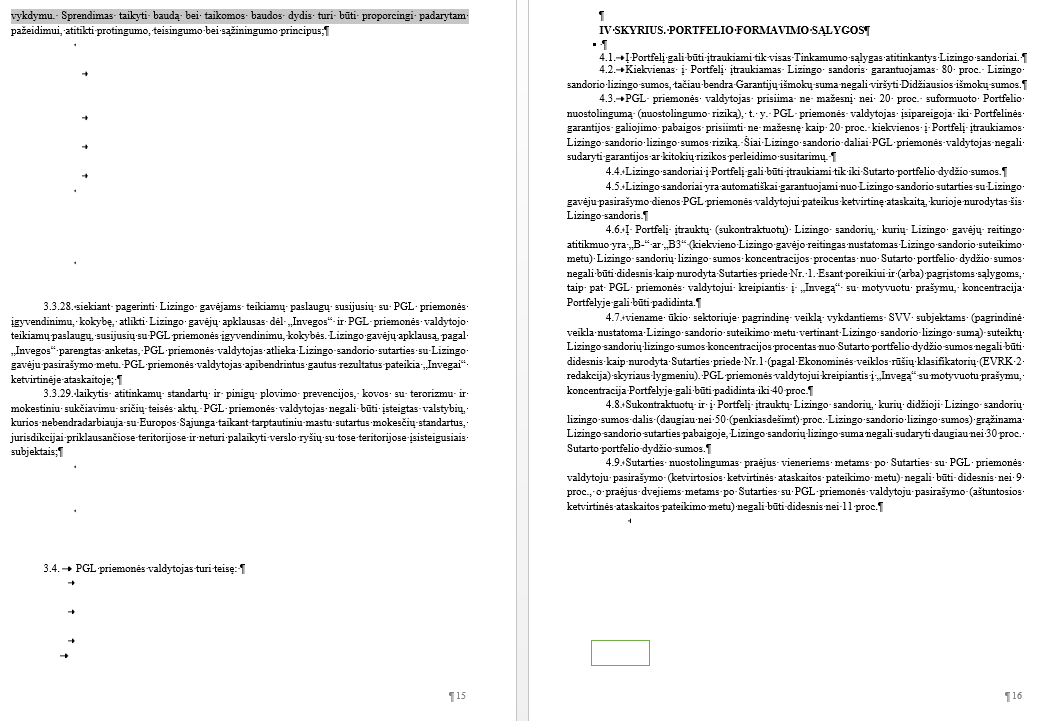 vykdymu. Sprendimas taikyti baudą bei taikomos baudos dydis turi būti proporcingi padarytam
pažeidimui, atitikti protingumo, teisingumo bei sąžiningumo principus;¶
3.3.28. siekiant pagerinti Lizingo gavėjams teikiamų paslaugų susijusių su PGL priemonės
įgyvendinimu, kokybę, atlikti Lizingo gavėjų apklausas dėl „Invegos“ ir PGL priemonės valdytojo
teikiamų paslaugų, susijusių su PGL priemonės įgyvendinimu, kokybės. Lizingo gavėjų apklausą, pagal
„Invegos“ parengtas anketas, PGL priemonės valdytojas atlieka Lizingo sandorio sutarties su Lizingo
gavėju pasirašymo metu. PGL priemonės valdytojas apibendrintus gautus rezultatus pateikia „Invegai“
ketvirtinėje ataskaitoje; ¶
3.3.29. laikytis atitinkamų standartų ir pinigų plovimo prevencijos, kovos su terorizmu ir
mokestiniu sukčiavimu sričių teisės aktų. PGL priemonės valdytojas negali būti įsteigtas valstybių,
kurios nebendradarbiauja su Europos Sąjunga taikant tarptautiniu mastu sutartus mokesčių standartus,
jurisdikcijai priklausančiose teritorijose ir neturi palaikyti verslo ryšių su tose teritorijose įsisteigusiais
subjektais;¶
3.4. → PGL priemonės valdytojas turi teisę: ¶
¶ 15
¶
IV SKYRIUS. PORTFELIO FORMAVIMO SĄLYGOS¶
¶
4.1.→Į Portfelį gali būti įtraukiami tik visas Tinkamumo sąlygas atitinkantys Lizingo sandoriai. ¶
4.2.→Kiekvienas į Portfelį įtraukiamas Lizingo sandoris garantuojamas 80 proc. Lizingo
sandorio lizingo sumos, tačiau bendra Garantijų išmokų suma negali viršyti Didžiausios išmokų sumos.¶
4.3.→PGL priemonės valdytojas prisiima ne mažesnį nei 20 proc. suformuoto Portfelio
nuostolingumą (nuostolingumo riziką), t. y. PGL priemonės valdytojas įsipareigoja iki Portfelinės
garantijos galiojimo pabaigos prisiimti ne mažesnę kaip 20 proc. kiekvienos į Portfelį įtraukiamos
Lizingo sandorio lizingo sumos riziką. Šiai Lizingo sandorio daliai PGL priemonės valdytojas negali
sudaryti garantijos ar kitokių rizikos perleidimo susitarimų. ¶
4.4. Lizingo sandoriai į Portfelį gali būti įtraukiami tik iki Sutarto portfelio dydžio sumos.¶
4.5. Lizingo sandoriai yra automatiškai garantuojami nuo Lizingo sandorio sutarties su Lizingo
gavėju pasirašymo dienos PGL priemonės valdytojui pateikus ketvirtinę ataskaitą, kurioje nurodytas šis
Lizingo sandoris.¶
4.6. Į Portfelį įtrauktų (sukontraktuotų) Lizingo sandorių, kurių Lizingo gavėjų reitingo
atitikmuo yra „B-“ ar „B3“ (kiekvieno Lizingo gavėjo reitingas nustatomas Lizingo sandorio suteikimo
metu) Lizingo sandorių lizingo sumos koncentracijos procentas nuo Sutarto portfelio dydžio sumos
negali būti didesnis kaip nurodyta Sutarties priede Nr. 1. Esant poreikiui ir (arba) pagrįstoms sąlygoms,
taip pat PGL priemonės valdytojui kreipiantis į „Invegą“ su motyvuotu prašymu, koncentracija
Portfelyje gali būti padidinta.¶
4.7. viename ūkio sektoriuje pagrindinę veiklą vykdantiems SVV subjektams (pagrindinė
veikla nustatoma Lizingo sandorio suteikimo metu vertinant Lizingo sandorio lizingo sumą) suteiktų
Lizingo sandorių lizingo sumos koncentracijos procentas nuo Sutarto portfelio dydžio sumos negali būti
didesnis kaip nurodyta Sutarties priede Nr.1 (pagal Ekonominės veiklos rūšių klasifikatorių (EVRK 2
redakcija) skyriaus lygmeniu). PGL priemonės valdytojui kreipiantis į „Invegą“ su motyvuotu prašymu,
koncentracija Portfelyje gali būti padidinta iki 40 proc.¶
4.8. Sukontraktuotų ir į Portfelį įtrauktų Lizingo sandorių, kurių didžioji Lizingo sandorių
lizingo sumos dalis (daugiau nei 50 (penkiasdešimt) proc. Lizingo sandorio lizingo sumos) grąžinama
Lizingo sandorio sutarties pabaigoje, Lizingo sandorių lizingo suma negali sudaryti daugiau nei 30 proc.
Sutarto portfelio dydžio sumos.¶
4.9. Sutarties nuostolingumas praėjus vieneriems metams po Sutarties su PGL priemonės
valdytoju pasirašymo (ketvirtosios ketvirtinės ataskaitos pateikimo metu) negali būti didesnis nei 9
proc., o praėjus dvejiems metams po Sutarties su PGL priemonės valdytoju pasirašymo (aštuntosios
ketvirtinės ataskaitos pateikimo metu) negali būti didesnis nei 11 proc.¶
¶ 16